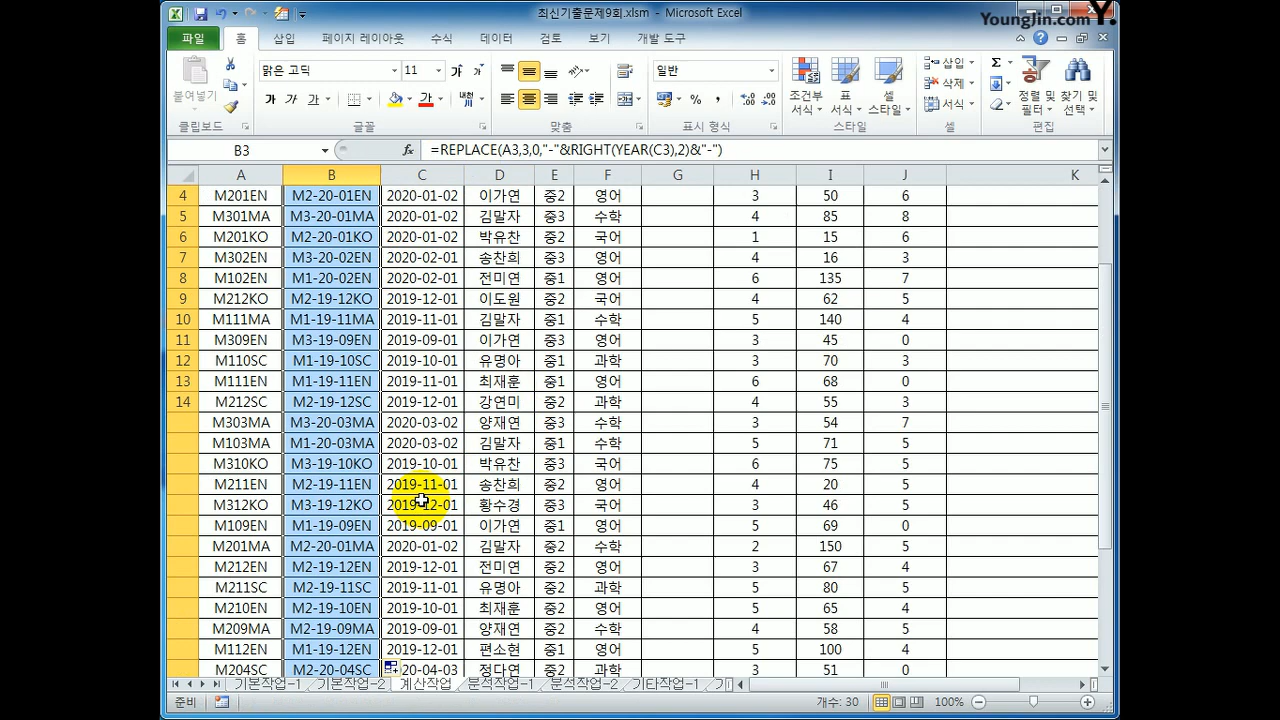 최신기출문제9회.xlsm - Microsoft Excel
YoungJin.com Y.
파일 홈 삽입 페이지 레이아웃 수식 데이터 검토 보기 개발 도구
붙여넣기 맑은 고딕 11 가 가 일반 조건부 서식 표 서식 셀 스타일 삽입 삭제 서식 정렬 및 필터 찾기 및 선택
가 가 가 가 내천 %
클립보드 글꼴 맞춤 표시 형식 스타일 셀 편집
B3 fx =REPLACE(A3,3,0,"-"&RIGHT(YEAR(C3),2)&"-")
A B C D E F G H I J K
4 M201EN M2-20-01EN 2020-01-02 이가연 중2 영어 3 50 6
5 M301MA M3-20-01MA 2020-01-02 김말자 중3 수학 4 85 8
6 M201KO M2-20-01KO 2020-01-02 박유찬 중2 국어 1 15 6
7 M302EN M3-20-02EN 2020-02-01 송찬희 중3 영어 4 16 3
8 M102EN M1-20-02EN 2020-02-01 전미연 중1 영어 6 135 7
9 M212KO M2-19-12KO 2019-12-01 이도원 중2 국어 4 62 5
10 M111MA M1-19-11MA 2019-11-01 김말자 중1 수학 5 140 4
11 M309EN M3-19-09EN 2019-09-01 이가연 중3 영어 3 45 0
12 M110SC M1-19-10SC 2019-10-01 유명아 중1 과학 3 70 3
13 M111EN M1-19-11EN 2019-11-01 최재훈 중1 영어 6 68 0
14 M212SC M2-19-12SC 2019-12-01 강연미 중2 과학 4 55 3
M303MA M3-20-03MA 2020-03-02 양재연 중3 수학 3 54 7
M103MA M1-20-03MA 2020-03-02 김말자 중1 수학 5 71 5
M310KO M3-19-10KO 2019-10-01 박유찬 중3 국어 6 75 5
M211EN M2-19-11EN 2019-11-01 송찬희 중2 영어 4 20 5
M312KO M3-19-12KO 2019-12-01 황수경 중3 국어 3 46 5
M109EN M1-19-09EN 2019-09-01 이가연 중1 영어 5 69 0
M201MA M2-20-01MA 2020-01-02 김말자 중2 수학 2 150 5
M212EN M2-19-12EN 2019-12-01 전미연 중2 영어 3 67 4
M211SC M2-19-11SC 2019-11-01 유명아 중2 과학 5 80 5
M210EN M2-19-10EN 2019-10-01 최재훈 중2 영어 5 65 4
M209MA M2-19-09MA 2019-09-01 양재연 중2 수학 4 58 5
M112EN M1-19-12EN 2019-12-01 편소현 중1 영어 5 100 4
M204SC M2-20-04SC 20-04-03 정다연 중2 과학 3 51 0
기본작업-1 기본작업-2 계산작업 분석작업-1 분석작업-2 기타작업-1
준비 개수: 30 100%